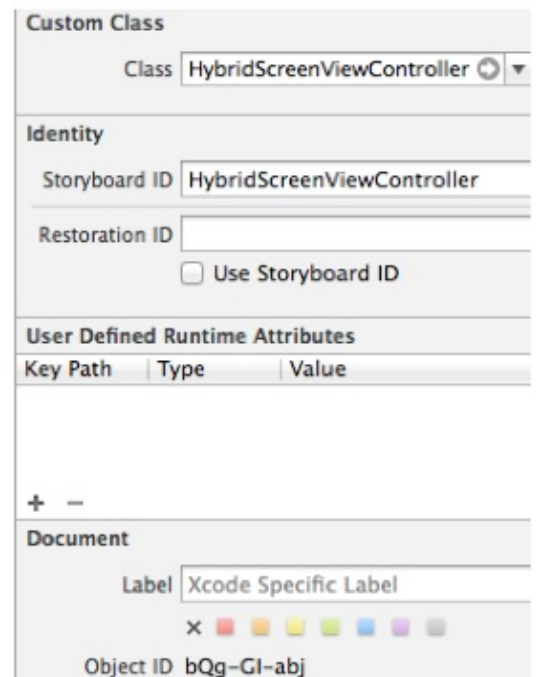 Custom Class
Class HybridScreenViewController
Identity
Storyboard ID HybridScreenViewController
Restoration ID
Use Storyboard ID
User Defined Runtime Attributes
Key Path Type Value
+ −
Document
Label Xcode Specific Label
Object ID bQg-GI-abj